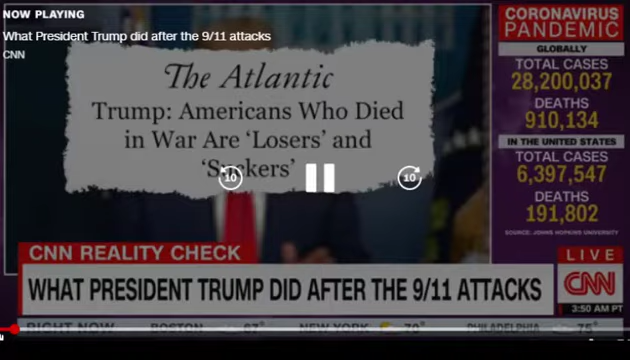 NOW PLAYING
What President Trump did after the 9/11 attacks
CNN
The Atlantic
Trump: Americans Who Died
in War Are ‘Losers’ and
‘Suckers’
10
10
CORONAVIRUS
PANDEMIC
GLOBALLY
TOTAL CASES
28,200,037
DEATHS
910,134
IN THE UNITED STATES
TOTAL CASES
6,397,547
DEATHS
191,802
SOURCE: JOHNS HOPKINS UNIVERSITY
CNN REALITY CHECK
WHAT PRESIDENT TRUMP DID AFTER THE 9/11 ATTACKS
LIVE
CNN
3:50 AM PT
RIGHT NOW BOSTON 67° NEW YORK 70° PHILADELPHIA 75°